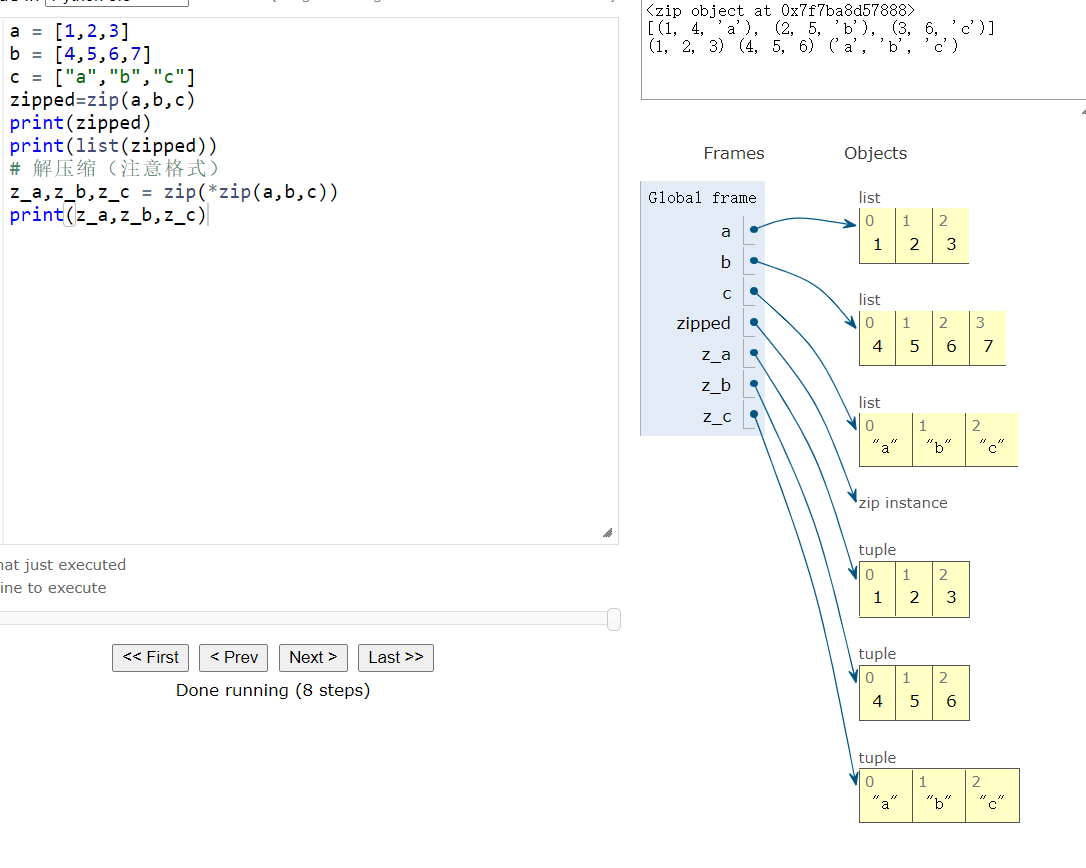 a = [1,2,3]
b = [4,5,6,7]
c = ["a","b","c"]
zipped=zip(a,b,c)
print(zipped)
print(list(zipped))
# 解压缩（注意格式）
z_a,z_b,z_c = zip(*zip(a,b,c))
print(z_a,z_b,z_c)
hat just executed
ine to execute
<< First
< Prev
Next >
Last >>
Done running (8 steps)
<zip object at 0x7f7ba8d57888>
[(1, 4, 'a'), (2, 5, 'b'), (3, 6, 'c')]
(1, 2, 3) (4, 5, 6) ('a', 'b', 'c')
Frames
Objects
Global frame
a
b
c
zipped
z_a
z_b
z_c
list
0 1 2
1 2 3
list
0 1 2 3
4 5 6 7
list
0 1 2
"a" "b" "c"
zip instance
tuple
0 1 2
1 2 3
tuple
0 1 2
4 5 6
tuple
0 1 2
"a" "b" "c"